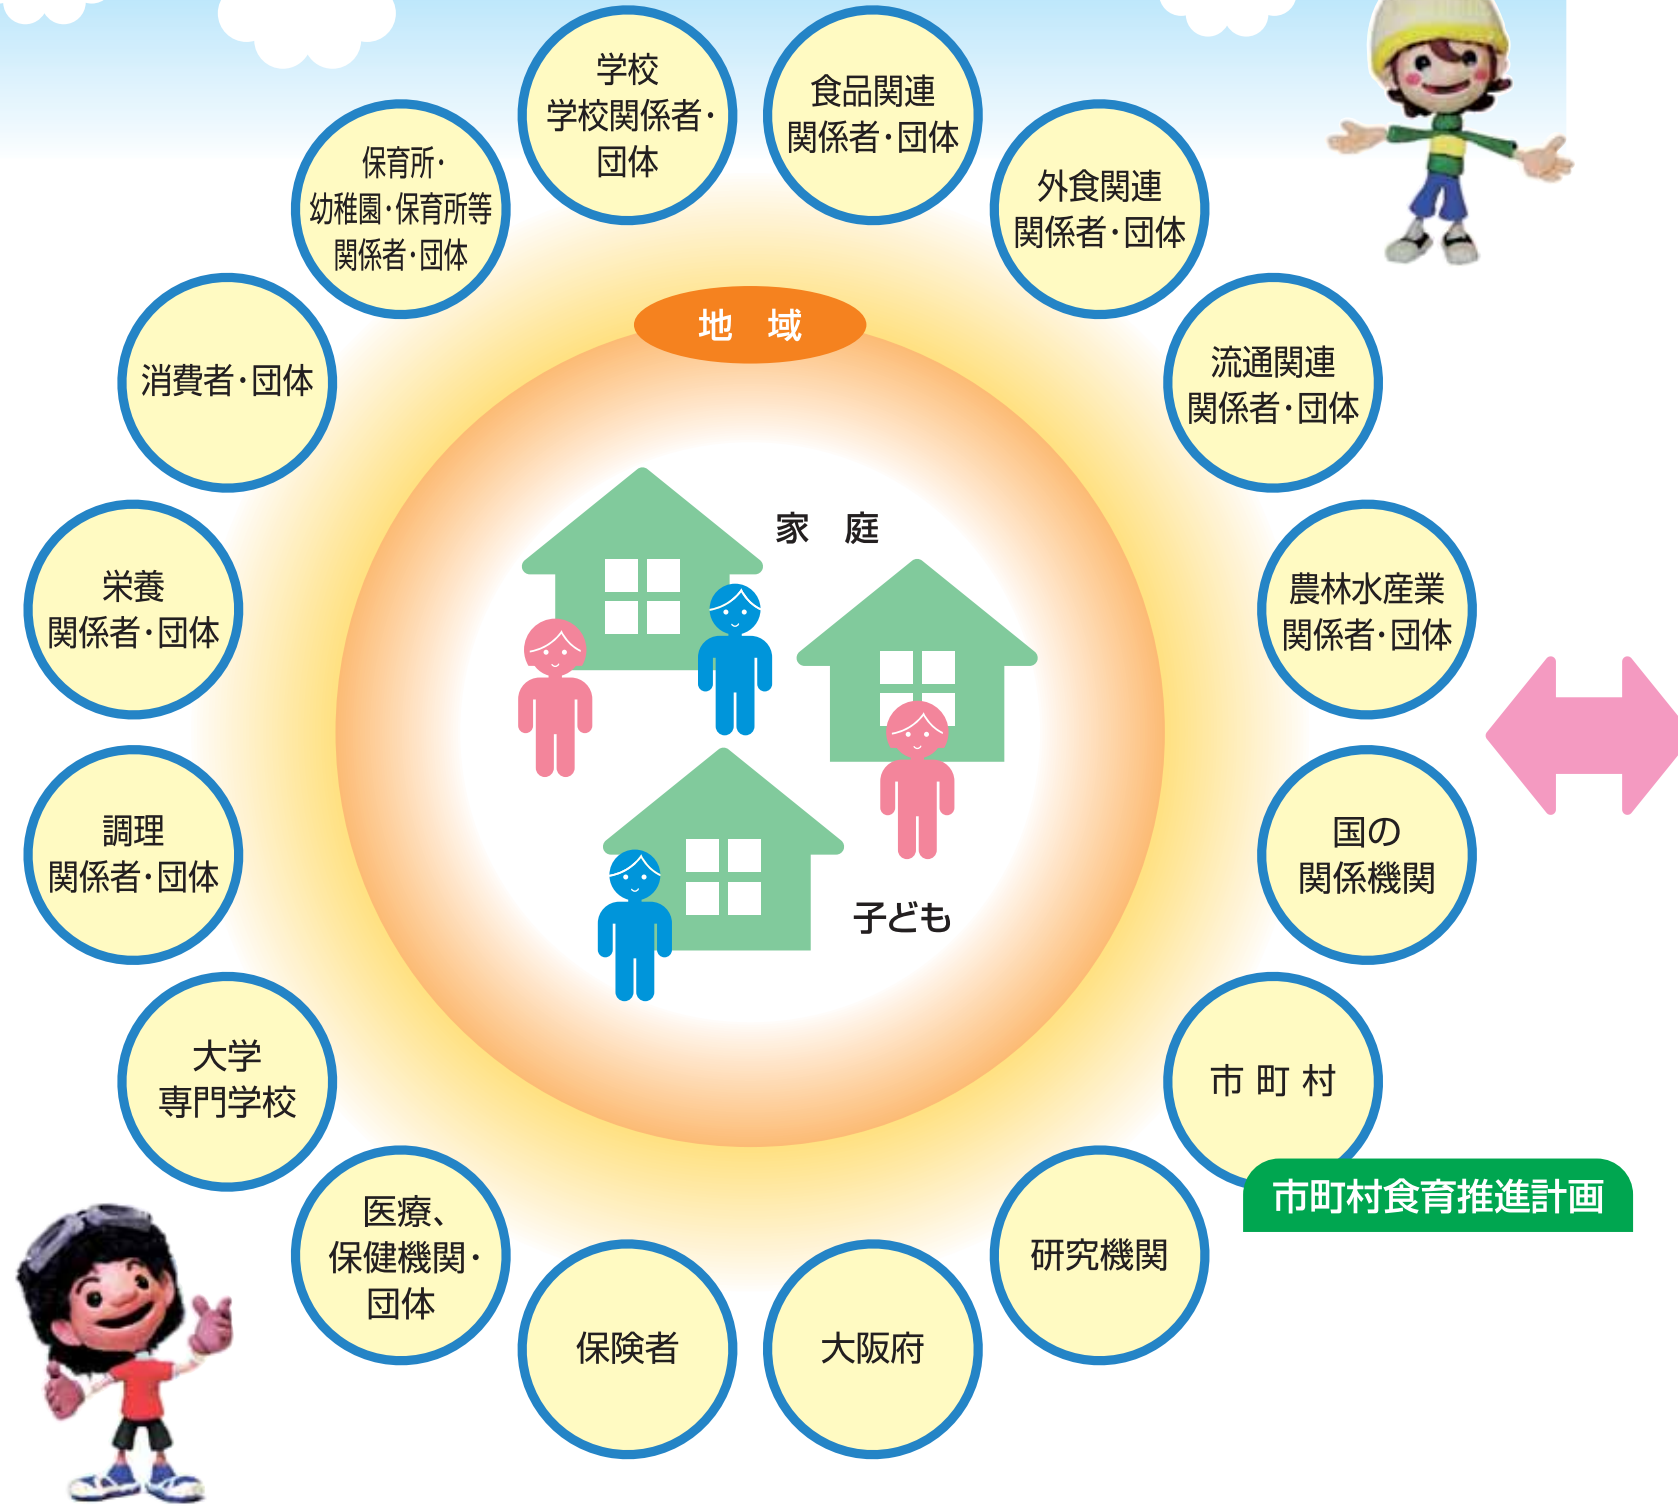 学校
学校関係者・
団体
食品関連
関係者・団体
外食関連
関係者・団体
流通関連
関係者・団体
農林水産業
関係者・団体
国の
関係機関
市 町 村
市町村食育推進計画
研究機関
大阪府
保険者
医療、
保健機関・
団体
大学
専門学校
調理
関係者・団体
栄養
関係者・団体
消費者・団体
保育所・
幼稚園・保育所等
関係者・団体
地　域
家　庭
子ども